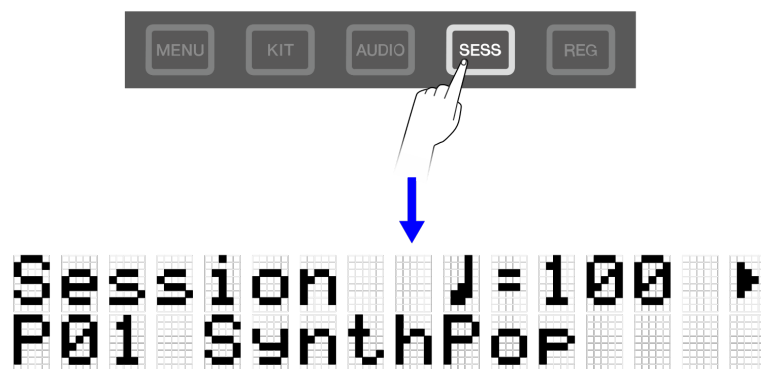 MENU KIT AUDIO SESS REG
Session ♩=100 ▶
P01 SynthPop